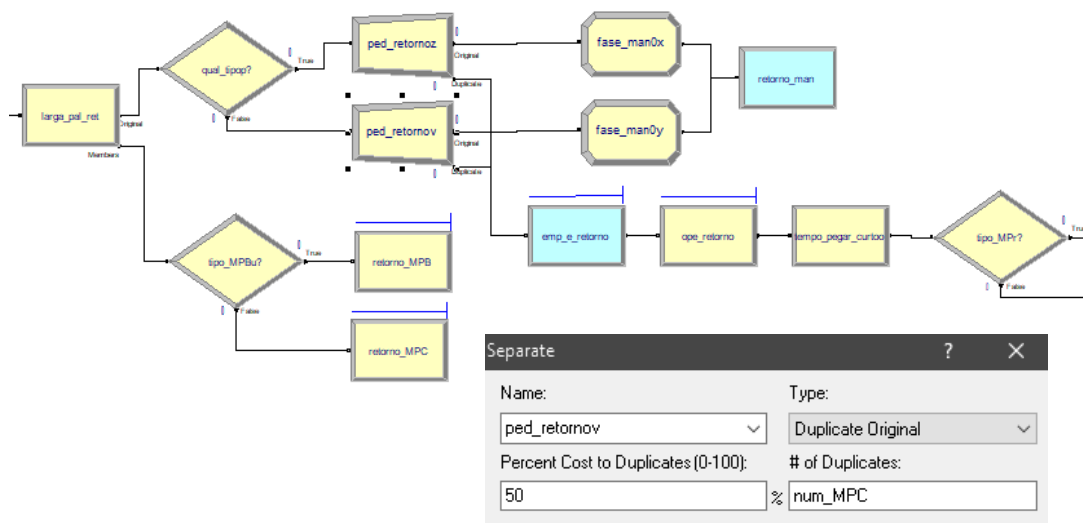 qual_tipop?
True
False
ped_retornoz
Original
Duplicate
fase_man0x
retorno_man
larga_pal_ret
Original
Members
ped_retornov
Original
Duplicate
fase_man0y
emp_e_retorno
ope_retorno
tempo_pegar_curtoo
tipo_MPr?
Tru
False
tipo_MPBu?
True
False
retorno_MPB
retorno_MPC
Separate
?
Name:
Type:
ped_retornov
Duplicate Original
Percent Cost to Duplicates (0-100):
# of Duplicates:
50
%
num_MPC